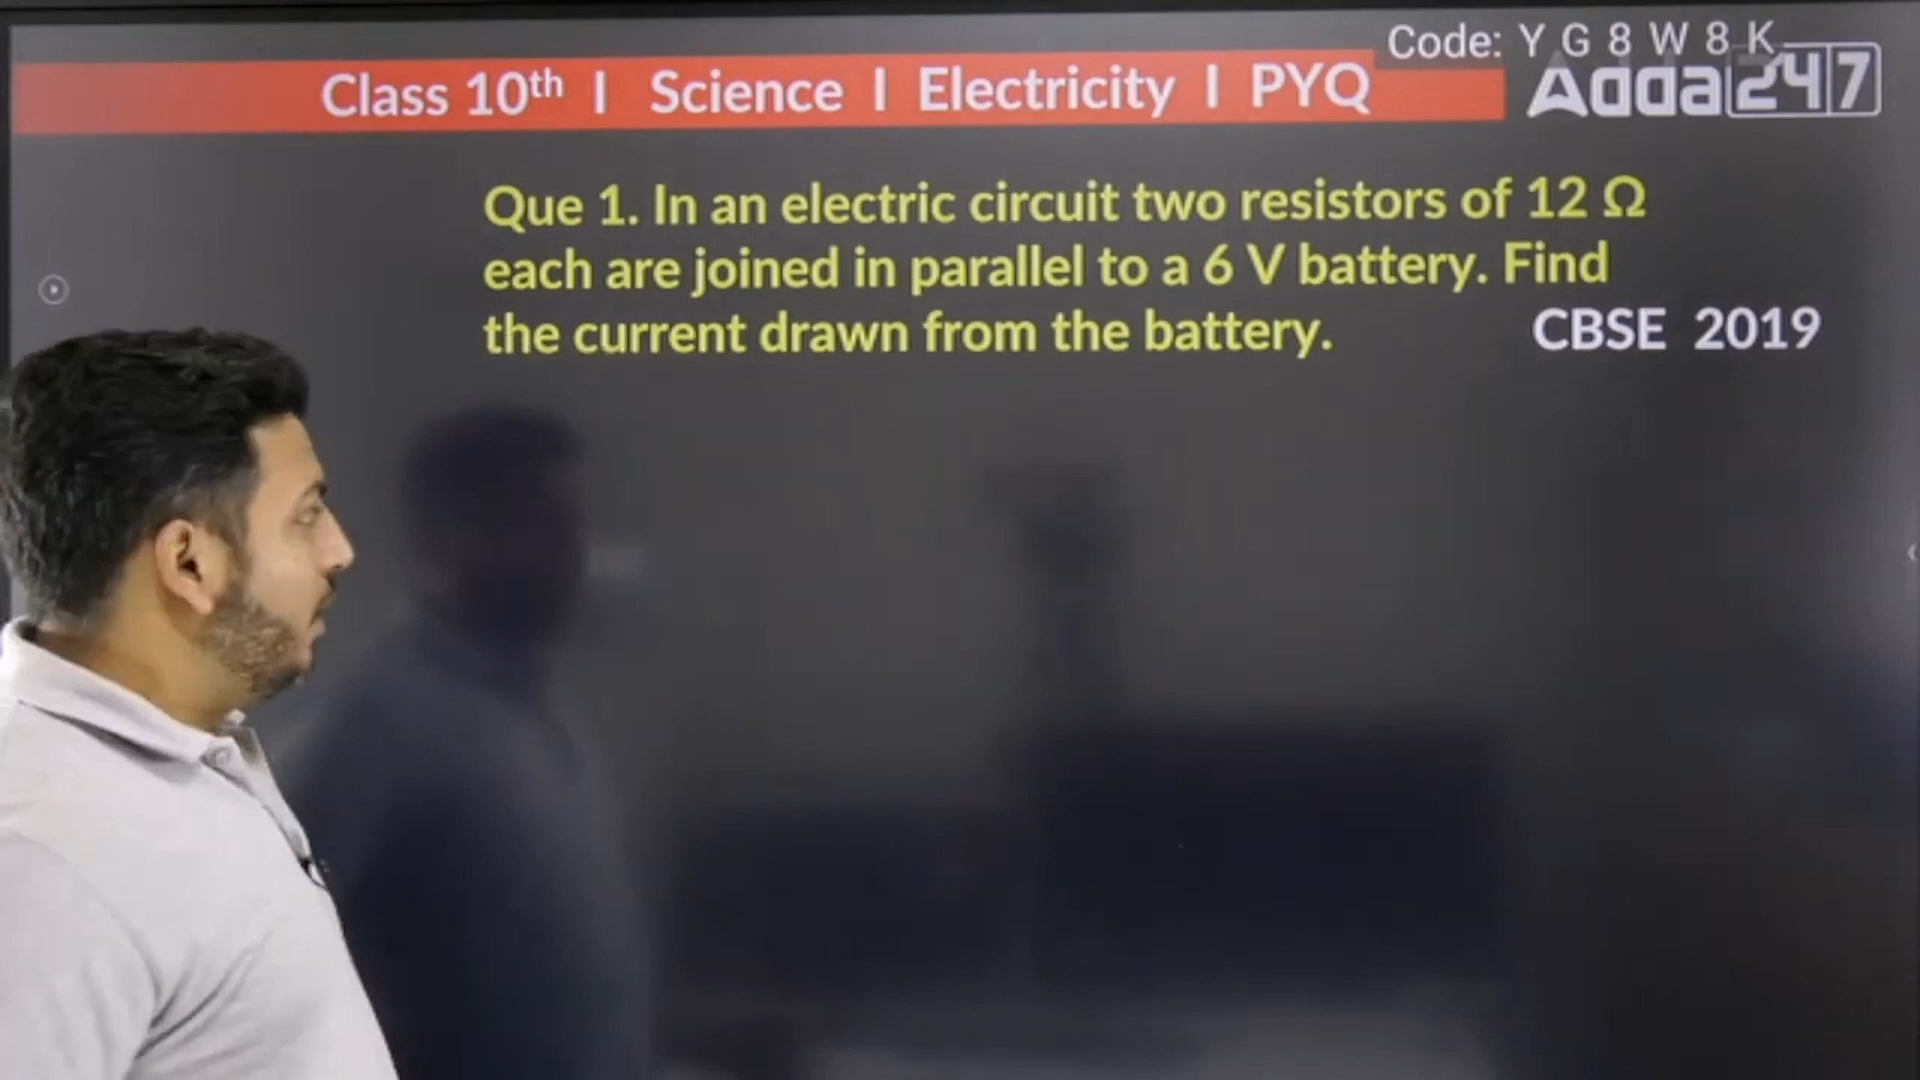 Code: Y G 8 W 8 K
Class 10th | Science | Electricity | PYQ
Adda247
Que 1. In an electric circuit two resistors of 12 Ω
each are joined in parallel to a 6 V battery. Find
the current drawn from the battery.
CBSE 2019